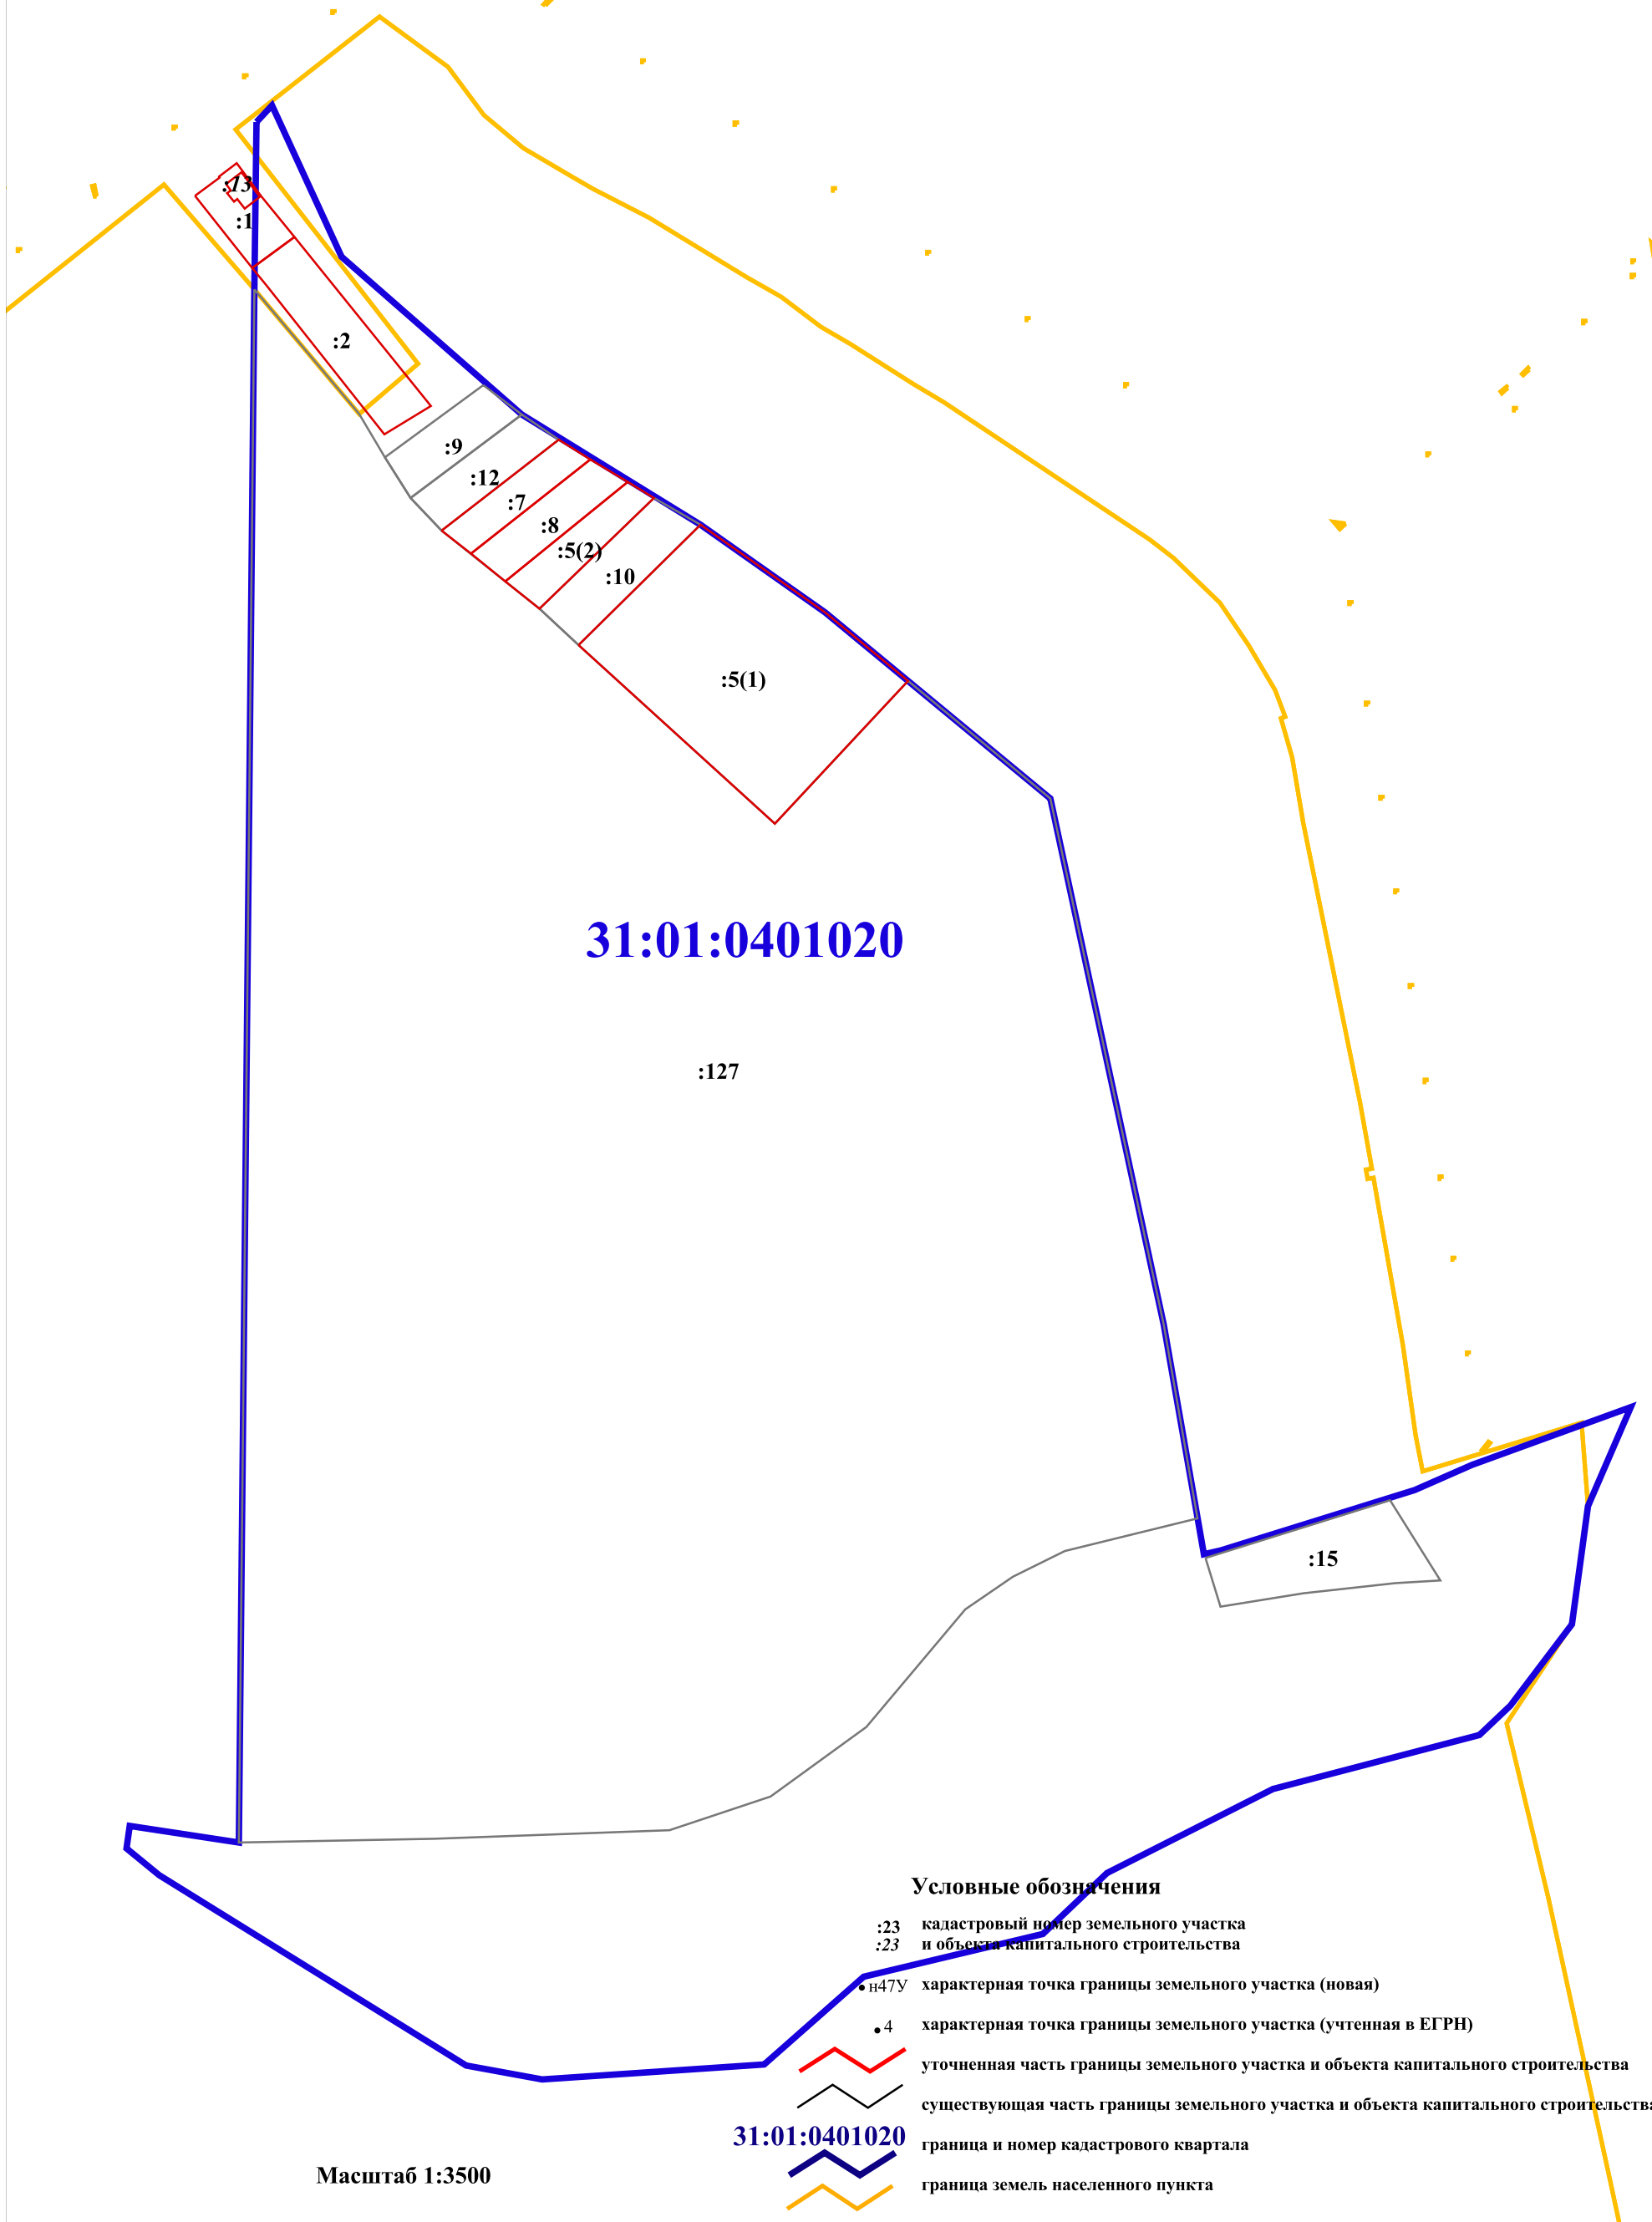 :73
:1
:2
:9
:12
:7
:8
:5(2)
:10
:5(1)
31:01:0401020
:127
:15
Условные обозначения
:23 кадастровый номер земельного участка
:23 и объекта капитального строительства
н47У характерная точка границы земельного участка (новая)
4 характерная точка границы земельного участка (учтенная в ЕГРН)
уточненная часть границы земельного участка и объекта капитального строительства
существующая часть границы земельного участка и объекта капитального строительства
31:01:0401020 граница и номер кадастрового квартала
Масштаб 1:3500
граница земель населенного пункта